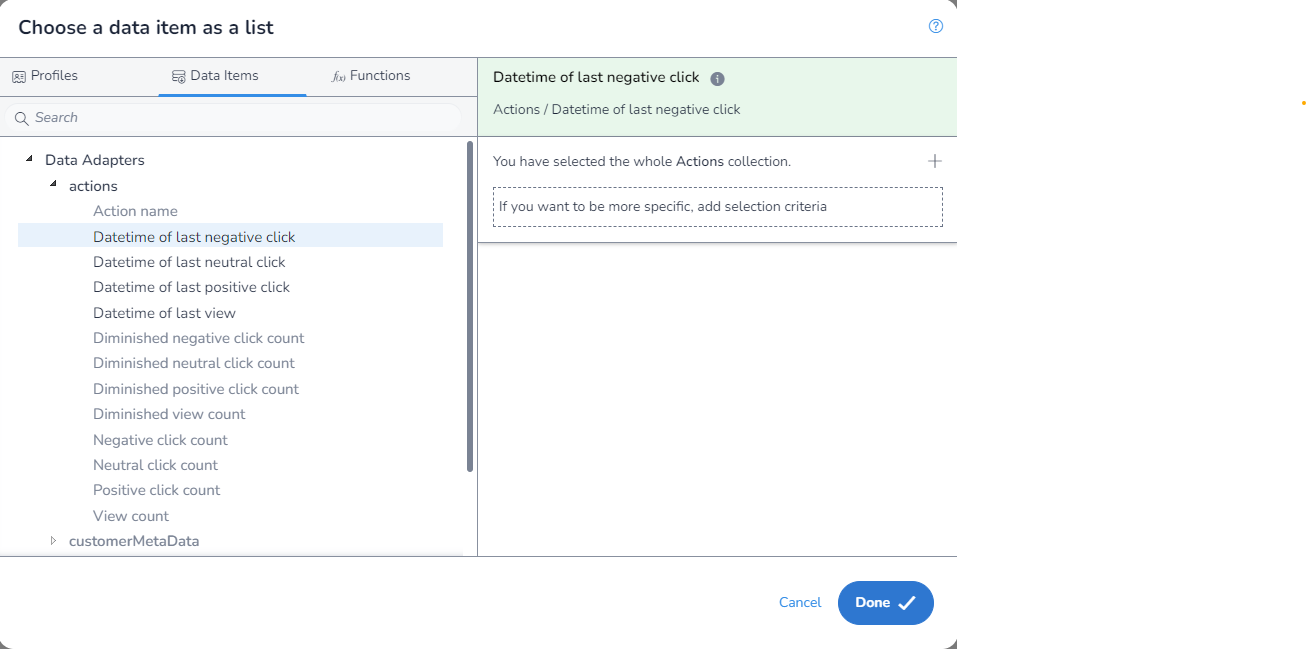 Choose a data item as a list
Profiles
Data Items
f(x) Functions
Search
Data Adapters
actions
Action name
Datetime of last negative click
Datetime of last neutral click
Datetime of last positive click
Datetime of last view
Diminished negative click count
Diminished neutral click count
Diminished positive click count
Diminished view count
Negative click count
Neutral click count
Positive click count
View count
customerMetaData
Datetime of last negative click
Actions / Datetime of last negative click
You have selected the whole Actions collection.
If you want to be more specific, add selection criteria
Cancel
Done